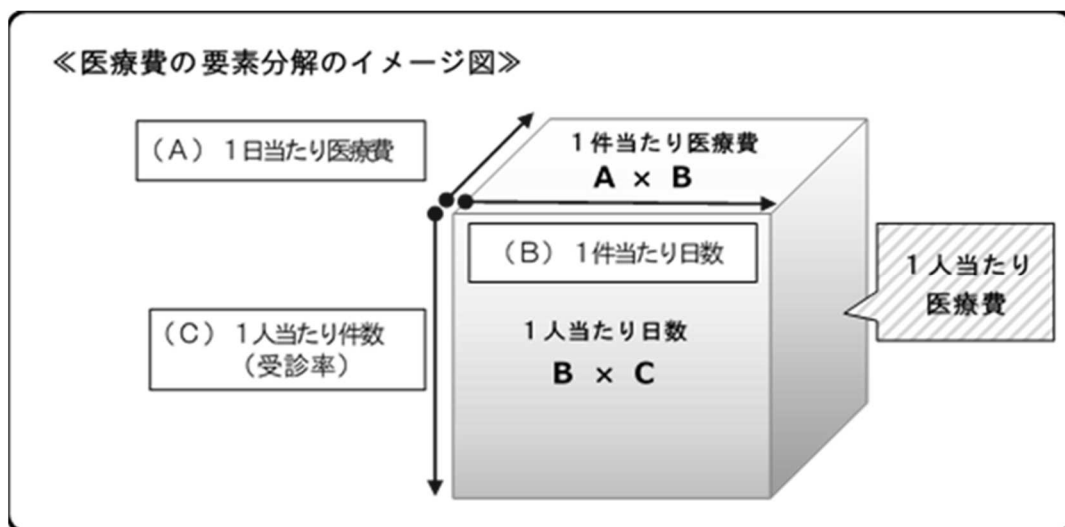 ≪医療費の要素分解のイメージ図≫
（A）１日当たり医療費
１件当たり医療費
A × B
（B）１件当たり日数
１人当たり
医療費
（C）１人当たり件数
（受診率）
１人当たり日数
B × C